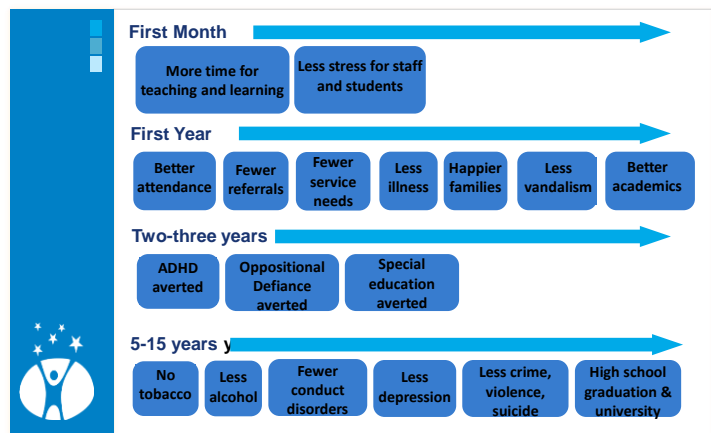 First Month
More time for
teaching and learning
Less stress for staff
and students
First Year
Better
attendance
Fewer
referrals
Fewer
service
needs
Less
illness
Happier
families
Less
vandalism
Better
academics
Two-three years
ADHD
averted
Oppositional
Defiance
averted
Special
education
averted
5-15 years y
No
tobacco
Less
alcohol
Fewer
conduct
disorders
Less
depression
Less crime,
violence,
suicide
High school
graduation &
university